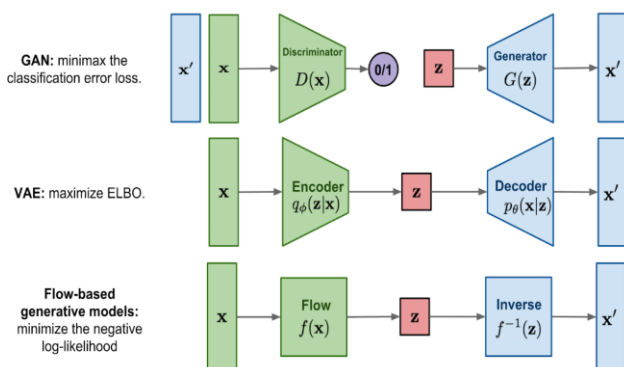 GAN: minimax the
classification error loss.
x′
x
Discriminator
D(x)
0/1
z
Generator
G(z)
x′
VAE: maximize ELBO.
x
Encoder
qϕ(z|x)
z
Decoder
pθ(x|z)
x′
Flow-based
generative models:
minimize the negative
log-likelihood
x
Flow
f(x)
z
Inverse
f⁻¹(z)
x′